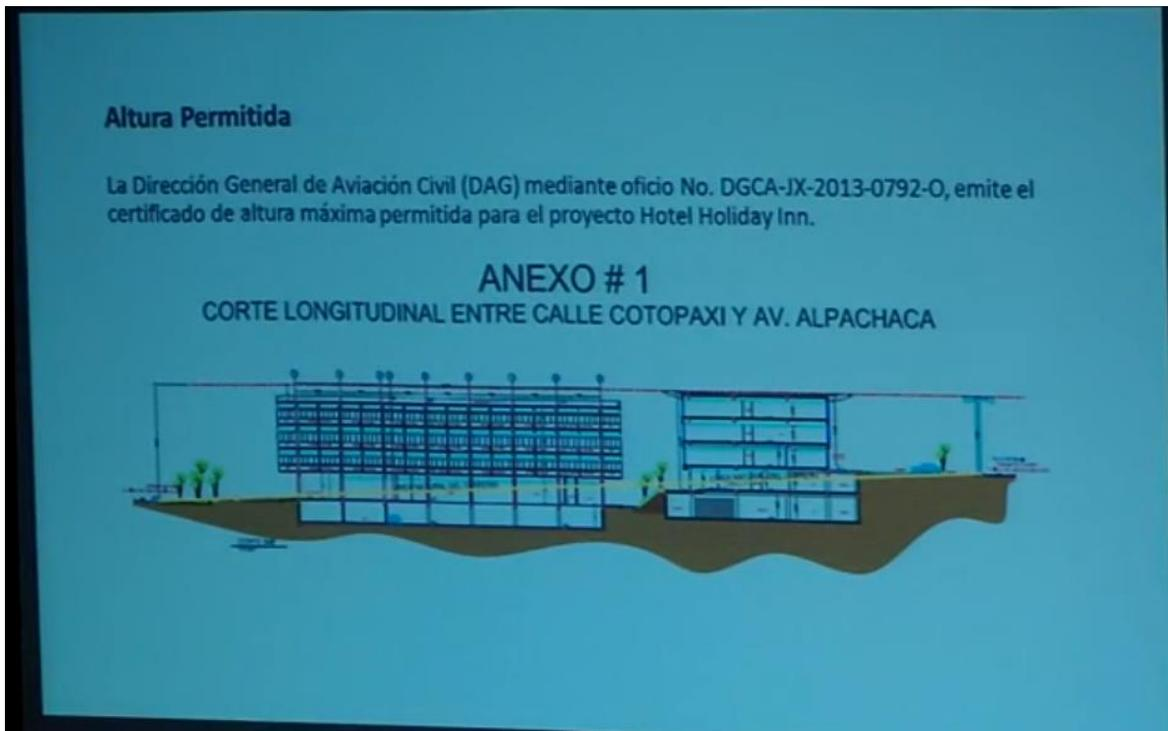 Altura Permitida
La Dirección General de Aviación Civil (DAG) mediante oficio No. DGCA-JX-2013-0792-O, emite el
certificado de altura máxima permitida para el proyecto Hotel Holiday Inn.
ANEXO # 1
CORTE LONGITUDINAL ENTRE CALLE COTOPAXI Y AV. ALPACHACA